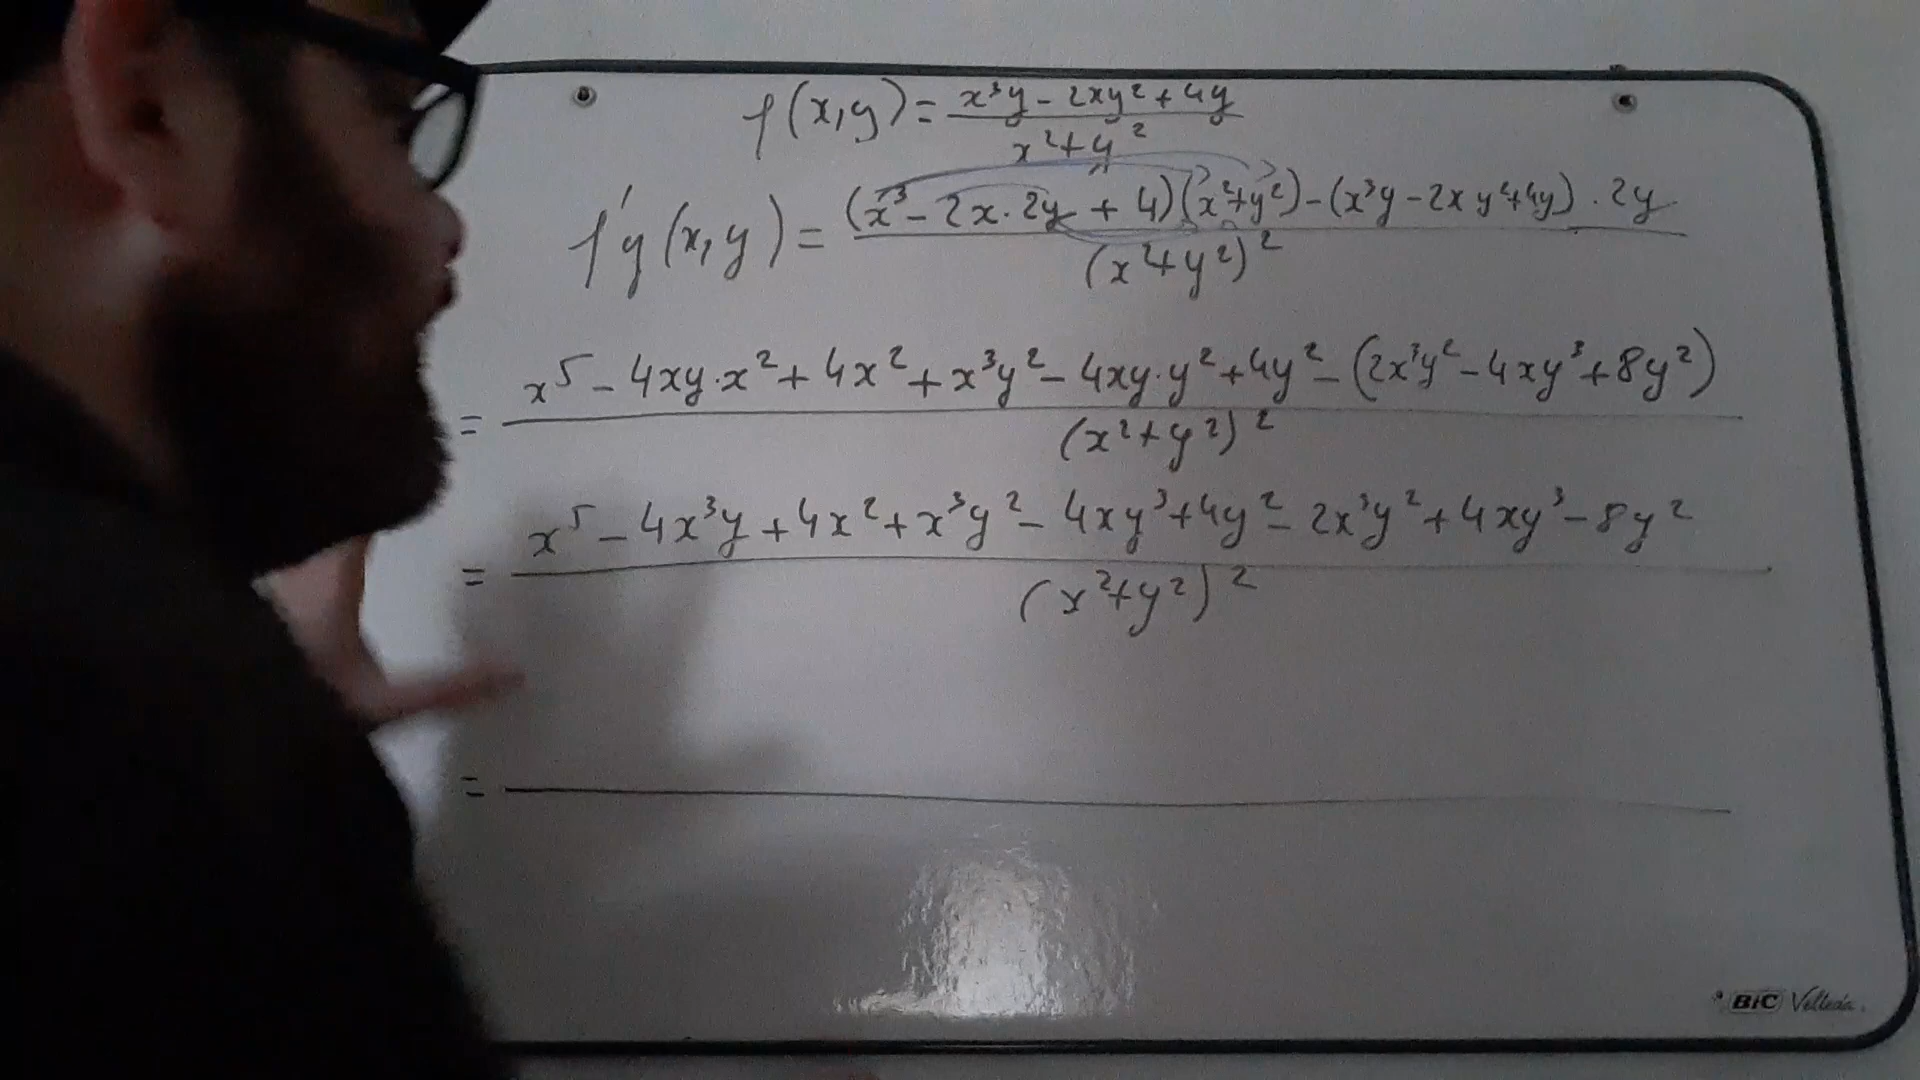 f(x,y) = (x³y - 2xy² + 4y) / (x² + y²)
f'y(x,y) = ((x³ - 2x·2y + 4)(x²+y²) - (x³y - 2xy²+4y)·2y) / (x²+y²)²
= (x⁵ - 4xy·x² + 4x² + x³y² - 4xy·y² + 4y² - (2x³y² - 4xy³ + 8y²)) / (x²+y²)²
= (x⁵ - 4x³y + 4x² + x³y² - 4xy³ + 4y² - 2x³y² + 4xy³ - 8y²) / (x²+y²)²
=
BIC Velleda